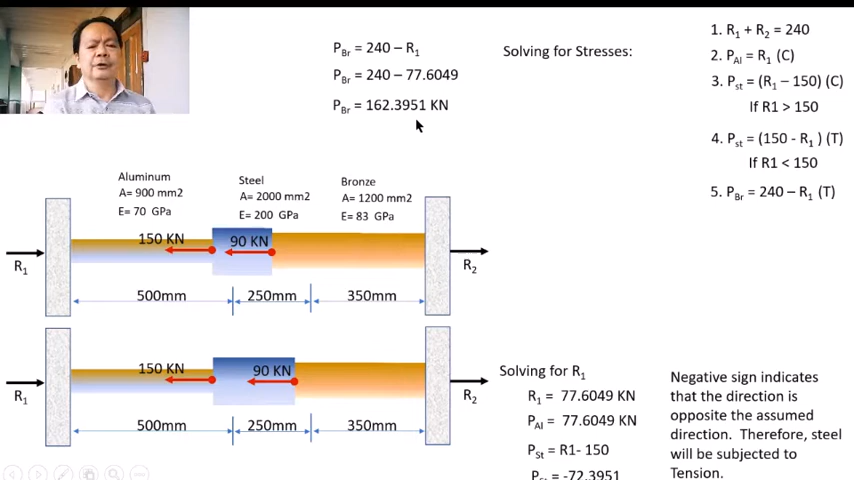 P_Br = 240 – R₁
P_Br = 240 – 77.6049
P_Br = 162.3951 KN
Solving for Stresses:
1. R₁ + R₂ = 240
2. P_Al = R₁ (C)
3. P_st = (R₁ – 150) (C)
If R1 > 150
4. P_st = (150 - R₁ ) (T)
If R1 < 150
5. P_Br = 240 – R₁ (T)
Aluminum
A= 900 mm2
E= 70 GPa
Steel
A= 2000 mm2
E= 200 GPa
Bronze
A= 1200 mm2
E= 83 GPa
150 KN
90 KN
R₁
R₂
500mm
250mm
350mm
150 KN
90 KN
R₁
R₂
500mm
250mm
350mm
Solving for R₁
R₁ = 77.6049 KN
P_Al = 77.6049 KN
P_St = R1- 150
P_St = -72.3951
Negative sign indicates
that the direction is
opposite the assumed
direction. Therefore, steel
will be subjected to
Tension.